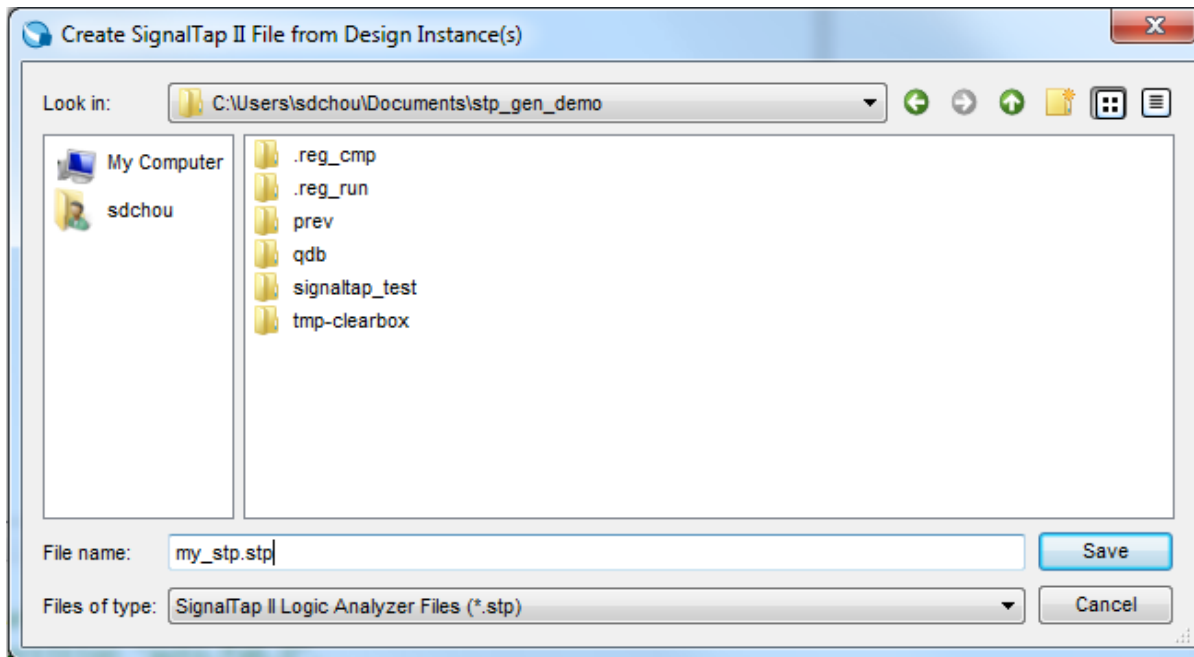 Create SignalTap II File from Design Instance(s)
Look in: C:\Users\sdchou\Documents\stp_gen_demo
My Computer
sdchou
.reg_cmp
.reg_run
prev
qdb
signaltap_test
tmp-clearbox
File name: my_stp.stp Save
Files of type: SignalTap II Logic Analyzer Files (*.stp) Cancel